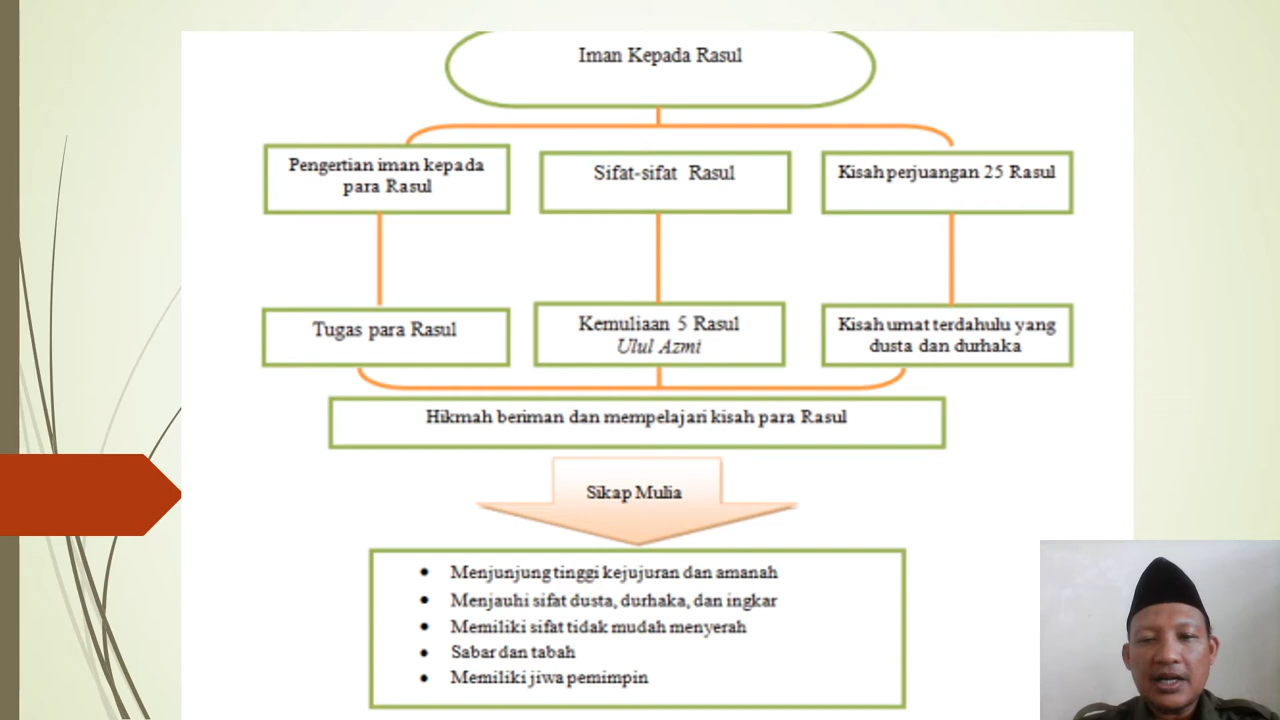 Iman Kepada Rasul
Pengertian iman kepada
para Rasul
Sifat-sifat Rasul
Kisah perjuangan 25 Rasul
Tugas para Rasul
Kemuliaan 5 Rasul
Ulul Azmi
Kisah umat terdahulu yang
dusta dan durhaka
Hikmah beriman dan mempelajari kisah para Rasul
Sikap Mulia
• Menjunjung tinggi kejujuran dan amanah
• Menjauhi sifat dusta, durhaka, dan ingkar
• Memiliki sifat tidak mudah menyerah
• Sabar dan tabah
• Memiliki jiwa pemimpin